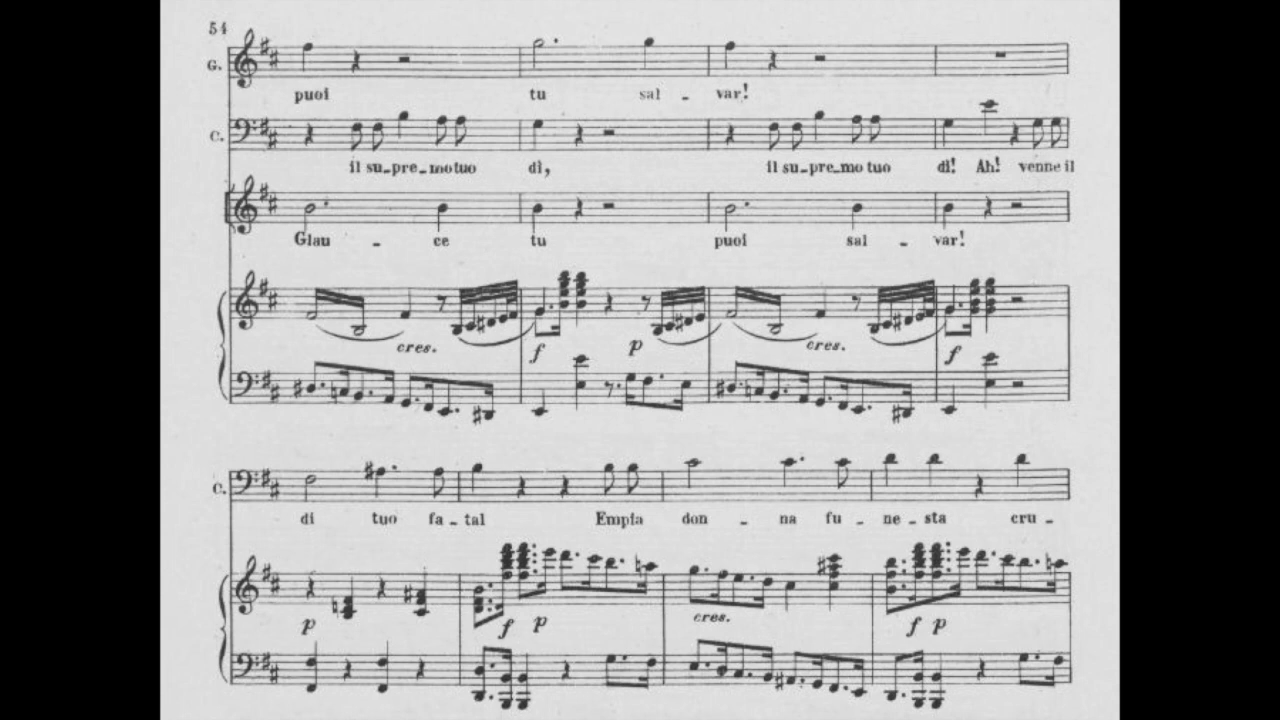 54
G.
puoi tu sal - var!
C.
il su-pre-mo tuo dì, il su-pre-mo tuo dì! Ah! venne il
Glau - ce tu puoi sal - var!
cres. f p cres. f
C.
di tuo fa-tal Empia don - na fu - ne-sta cru-
p f p cres. f p